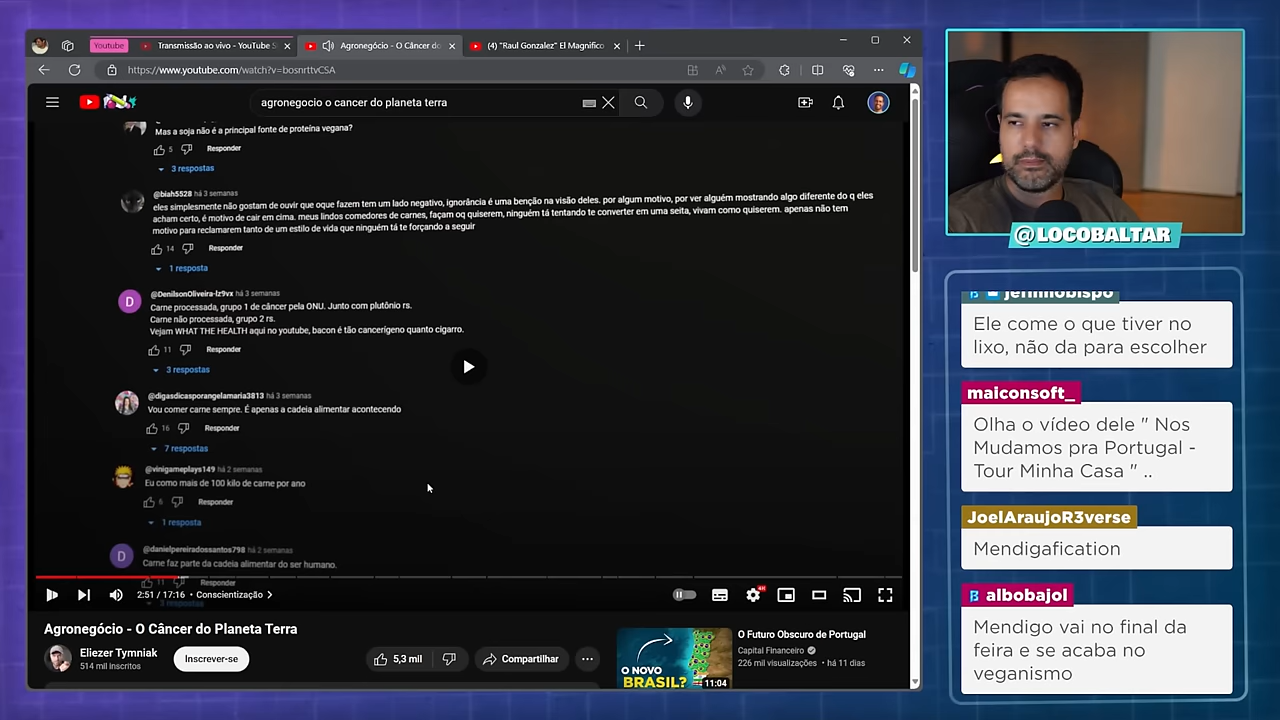 Youtube
Transmissão ao vivo - YouTube S
Agronegócio - O Câncer do
(4) "Raul Gonzalez" El Magnífico
https://www.youtube.com/watch?v=bosnrttvCSA
agronegocio o cancer do planeta terra
Mas a soja não é a principal fonte de proteína vegana?
5
Responder
3 respostas
@biah5528 há 3 semanas
eles simplesmente não gostam de ouvir que oque fazem tem um lado negativo, ignorância é uma benção na visão deles. por algum motivo, por ver alguém mostrando algo diferente do q eles
acham certo, é motivo de cair em cima. meus lindos comedores de carnes, façam oq quiserem, ninguém tá tentando te converter em uma seita, vivam como quiserem. apenas não tem
motivo para reclamarem tanto de um estilo de vida que ninguém tá te forçando a seguir
14
Responder
1 resposta
D
@DenilsonOliveira-lz9vx há 3 semanas
Carne processada, grupo 1 de câncer pela ONU. Junto com plutônio rs.
Carne não processada, grupo 2 rs.
Vejam WHAT THE HEALTH aqui no youtube, bacon é tão cancerígeno quanto cigarro.
11
Responder
3 respostas
@digasdicasporangelamaria3813 há 3 semanas
Vou comer carne sempre. É apenas a cadeia alimentar acontecendo
16
Responder
7 respostas
@vinigameplays149 há 2 semanas
Eu como mais de 100 kilo de carne por ano
6
Responder
1 resposta
D
@danielpereiradossantos798 há 2 semanas
Carne faz parte da cadeia alimentar do ser humano.
11
Responder
3 respostas
2:51 / 17:16 • Conscientização
Agronegócio - O Câncer do Planeta Terra
Eliezer Tymniak
514 mil inscritos
Inscrever-se
5,3 mil
Compartilhar
O NOVO
BRASIL?
11:04
O Futuro Obscuro de Portugal
Capital Financeiro
226 mil visualizações • há 11 dias
@LOCOBALTAR
Ele come o que tiver no
lixo, não da para escolher
maiconsoft_
Olha o vídeo dele " Nos
Mudamos pra Portugal -
Tour Minha Casa " ..
JoelAraujoR3verse
Mendigafication
albobajol
Mendigo vai no final da
feira e se acaba no
veganismo